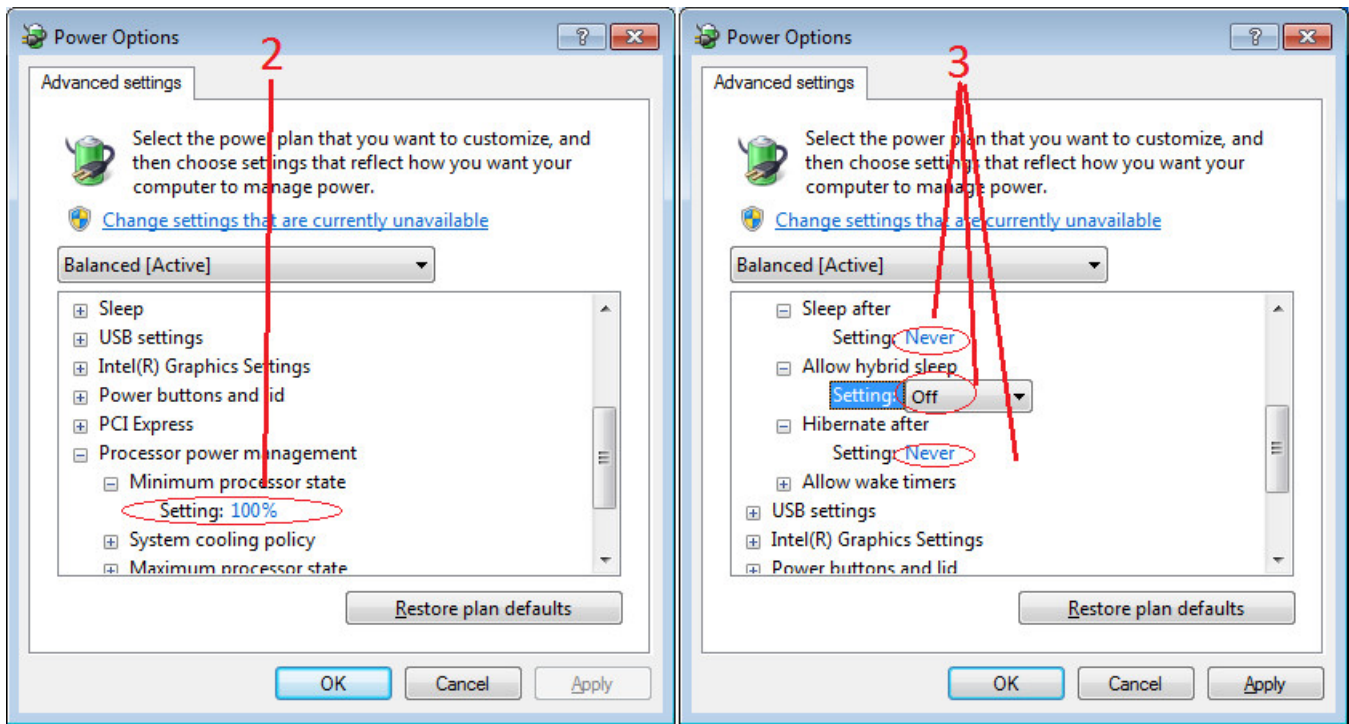 Power Options
2
Advanced settings
Select the power plan that you want to customize, and
then choose settings that reflect how you want your
computer to manage power.
Change settings that are currently unavailable
Balanced [Active]
Sleep
USB settings
Intel(R) Graphics Settings
Power buttons and lid
PCI Express
Processor power management
Minimum processor state
Setting: 100%
System cooling policy
Maximum processor state
Restore plan defaults
OK Cancel Apply
Power Options
3
Advanced settings
Select the power plan that you want to customize, and
then choose settings that reflect how you want your
computer to manage power.
Change settings that are currently unavailable
Balanced [Active]
Sleep after
Setting: Never
Allow hybrid sleep
Setting: Off
Hibernate after
Setting: Never
Allow wake timers
USB settings
Intel(R) Graphics Settings
Power buttons and lid
Restore plan defaults
OK Cancel Apply